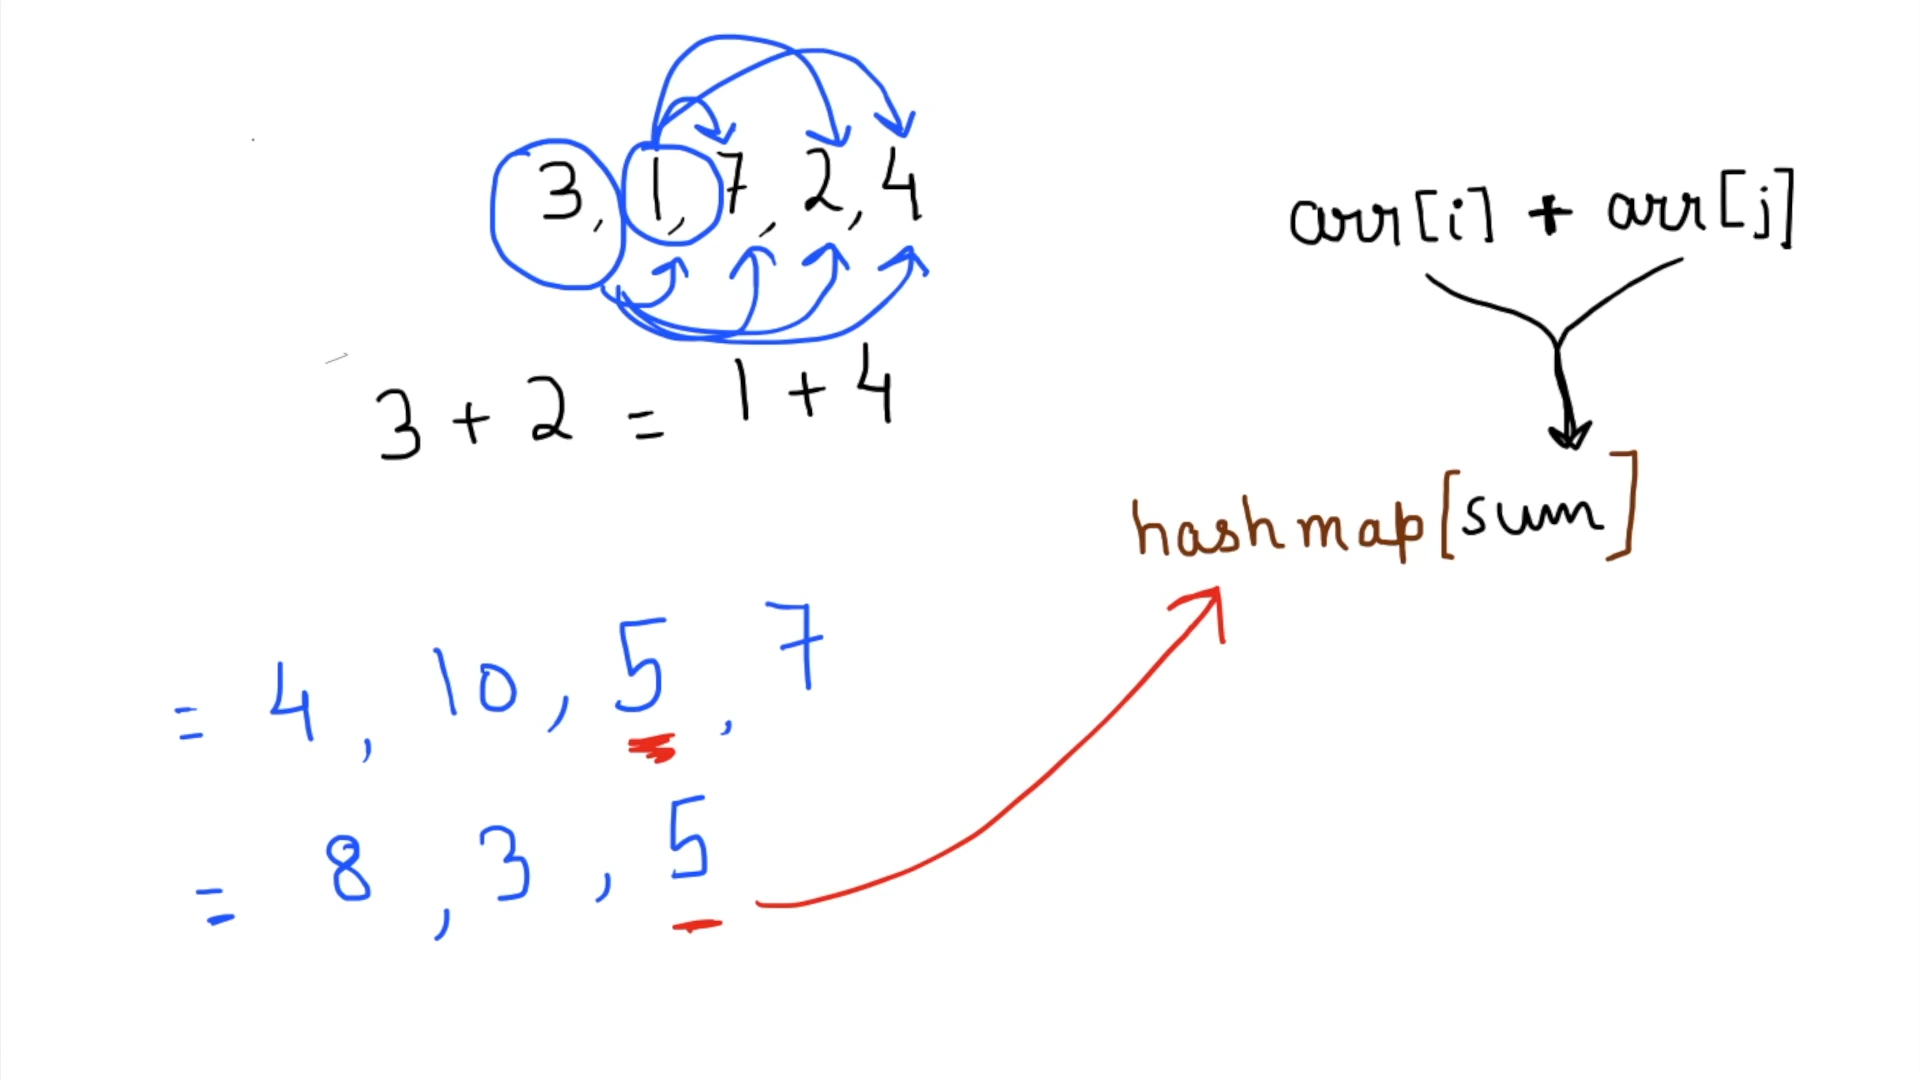 3, 1, 7, 2, 4
3 + 2 = 1 + 4
arr[i] + arr[j]
hashmap[sum]
= 4, 10, 5, 7
= 8, 3, 5